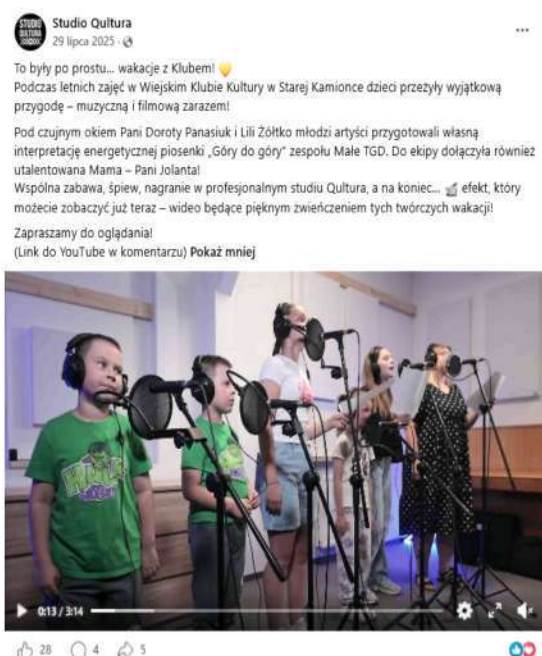 STUDIO
QULTURA
Studio Qultura
29 lipca 2025 ·
To były po prostu... wakacje z Klubem! 💛
Podczas letnich zajęć w Wiejskim Klubie Kultury w Starej Kamionce dzieci przeżyły wyjątkową
przygodę – muzyczną i filmową zarazem!
Pod czujnym okiem Pani Doroty Panasiuk i Lili Żółtko młodzi artyści przygotowali własną
interpretację energetycznej piosenki „Góry do góry” zespołu Małe TGD. Do ekipy dołączyła również
utalentowana Mama – Pani Jolanta!
Wspólna zabawa, śpiew, nagranie w profesjonalnym studiu Qultura, a na koniec... 🎬 efekt, który
możecie zobaczyć już teraz – wideo będące pięknym zwieńczeniem tych twórczych wakacji!
Zapraszamy do oglądania!
(Link do YouTube w komentarzu) Pokaż mniej
0:13 / 3:14
28 4 5